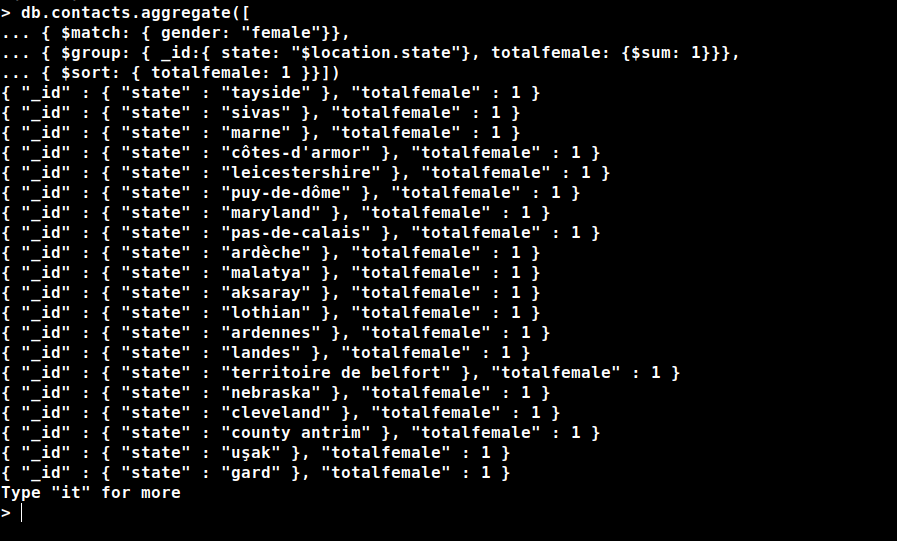 > db.contacts.aggregate([
... { $match: { gender: "female"}},
... { $group: { _id:{ state: "$location.state"}, totalfemale: {$sum: 1}}},
... { $sort: { totalfemale: 1 }}])
{ "_id" : { "state" : "tayside" }, "totalfemale" : 1 }
{ "_id" : { "state" : "sivas" }, "totalfemale" : 1 }
{ "_id" : { "state" : "marne" }, "totalfemale" : 1 }
{ "_id" : { "state" : "côtes-d'armor" }, "totalfemale" : 1 }
{ "_id" : { "state" : "leicestershire" }, "totalfemale" : 1 }
{ "_id" : { "state" : "puy-de-dôme" }, "totalfemale" : 1 }
{ "_id" : { "state" : "maryland" }, "totalfemale" : 1 }
{ "_id" : { "state" : "pas-de-calais" }, "totalfemale" : 1 }
{ "_id" : { "state" : "ardèche" }, "totalfemale" : 1 }
{ "_id" : { "state" : "malatya" }, "totalfemale" : 1 }
{ "_id" : { "state" : "aksaray" }, "totalfemale" : 1 }
{ "_id" : { "state" : "lothian" }, "totalfemale" : 1 }
{ "_id" : { "state" : "ardennes" }, "totalfemale" : 1 }
{ "_id" : { "state" : "landes" }, "totalfemale" : 1 }
{ "_id" : { "state" : "territoire de belfort" }, "totalfemale" : 1 }
{ "_id" : { "state" : "nebraska" }, "totalfemale" : 1 }
{ "_id" : { "state" : "cleveland" }, "totalfemale" : 1 }
{ "_id" : { "state" : "county antrim" }, "totalfemale" : 1 }
{ "_id" : { "state" : "uşak" }, "totalfemale" : 1 }
{ "_id" : { "state" : "gard" }, "totalfemale" : 1 }
Type "it" for more
>